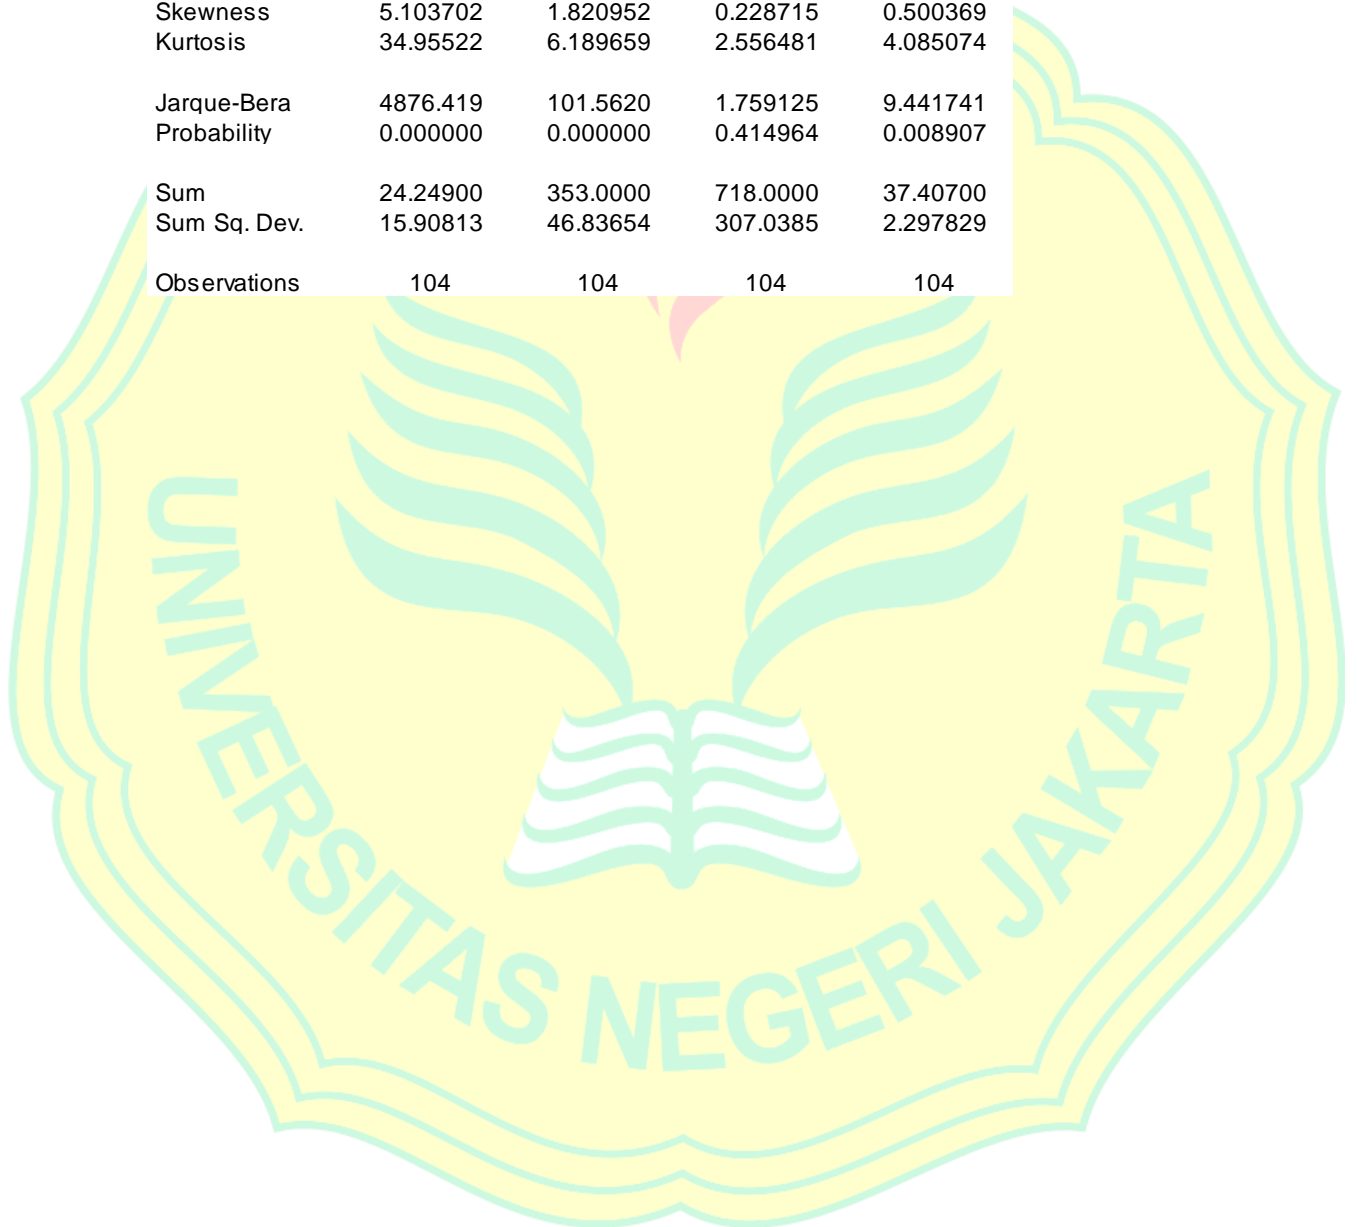 Skewness 5.103702 1.820952 0.228715 0.500369
Kurtosis 34.95522 6.189659 2.556481 4.085074
Jarque-Bera 4876.419 101.5620 1.759125 9.441741
Probability 0.000000 0.000000 0.414964 0.008907
Sum 24.24900 353.0000 718.0000 37.40700
Sum Sq. Dev. 15.90813 46.83654 307.0385 2.297829
Observations 104 104 104 104
UNIVERSITAS NEGERI JAKARTA